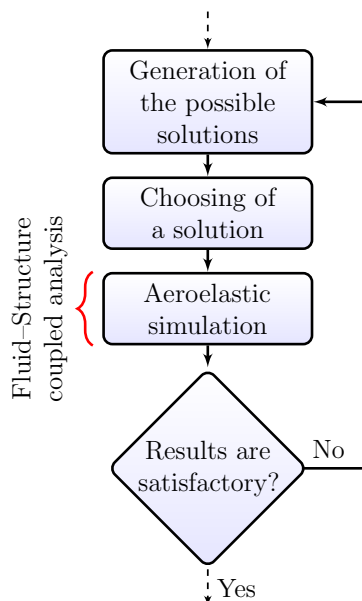 Generation of
the possible
solutions
Choosing of
a solution
Fluid–Structure
coupled analysis
Aeroelastic
simulation
Results are
satisfactory?
No
Yes